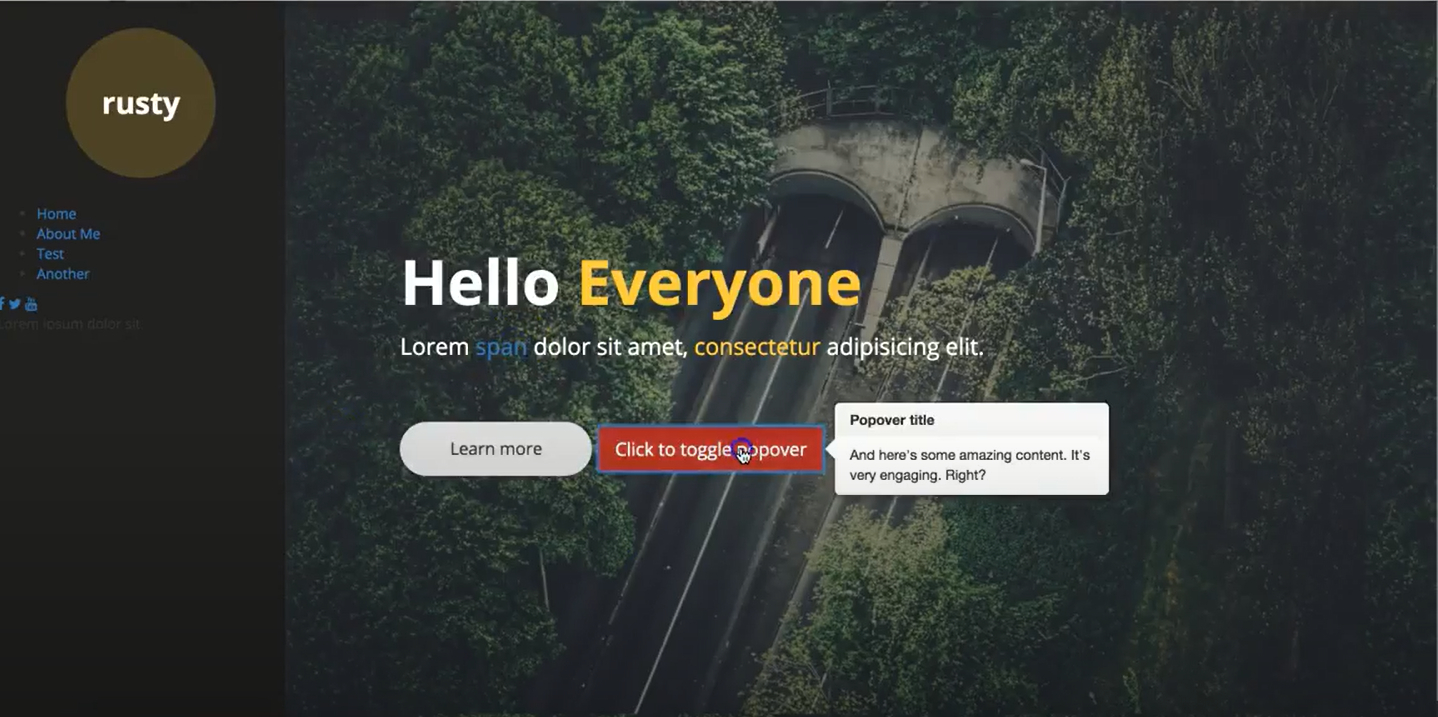 rusty
Home
About Me
Test
Another
Lorem ipsum dolor sit.
Hello Everyone
Lorem span dolor sit amet, consectetur adipisicing elit.
Learn more
Click to toggle popover
Popover title
And here's some amazing content. It's
very engaging. Right?